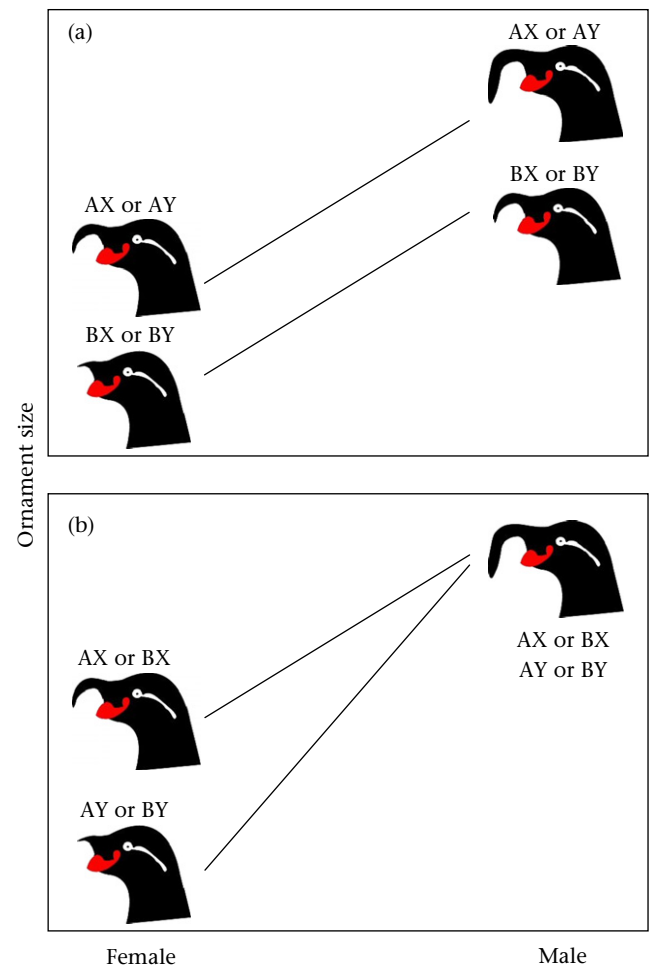 (a)
AX or AY
BX or BY
AX or AY
BX or BY
Ornament size
(b)
AX or BX
AY or BY
AX or BX
AY or BY
Female
Male